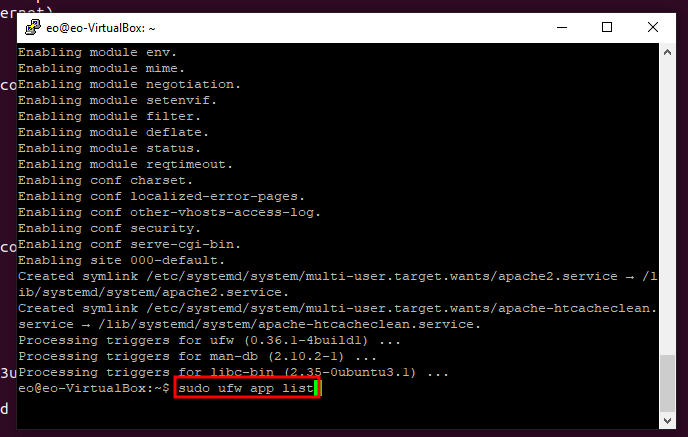 ernet)
eo@eo-VirtualBox: ~
Enabling module env.
Enabling module mime.
Enabling module negotiation.
Enabling module setenvif.
Enabling module filter.
Enabling module deflate.
Enabling module status.
Enabling module reqtimeout.
Enabling conf charset.
Enabling conf localized-error-pages.
Enabling conf other-vhosts-access-log.
Enabling conf security.
Enabling conf serve-cgi-bin.
Enabling site 000-default.
Created symlink /etc/systemd/system/multi-user.target.wants/apache2.service → /l
ib/systemd/system/apache2.service.
Created symlink /etc/systemd/system/multi-user.target.wants/apache-htcacheclean.
service → /lib/systemd/system/apache-htcacheclean.service.
Processing triggers for ufw (0.36.1-4build1) ...
Processing triggers for man-db (2.10.2-1) ...
Processing triggers for libc-bin (2.35-0ubuntu3.1) ...
eo@eo-VirtualBox:~$ sudo ufw app list
co
co
3u
d